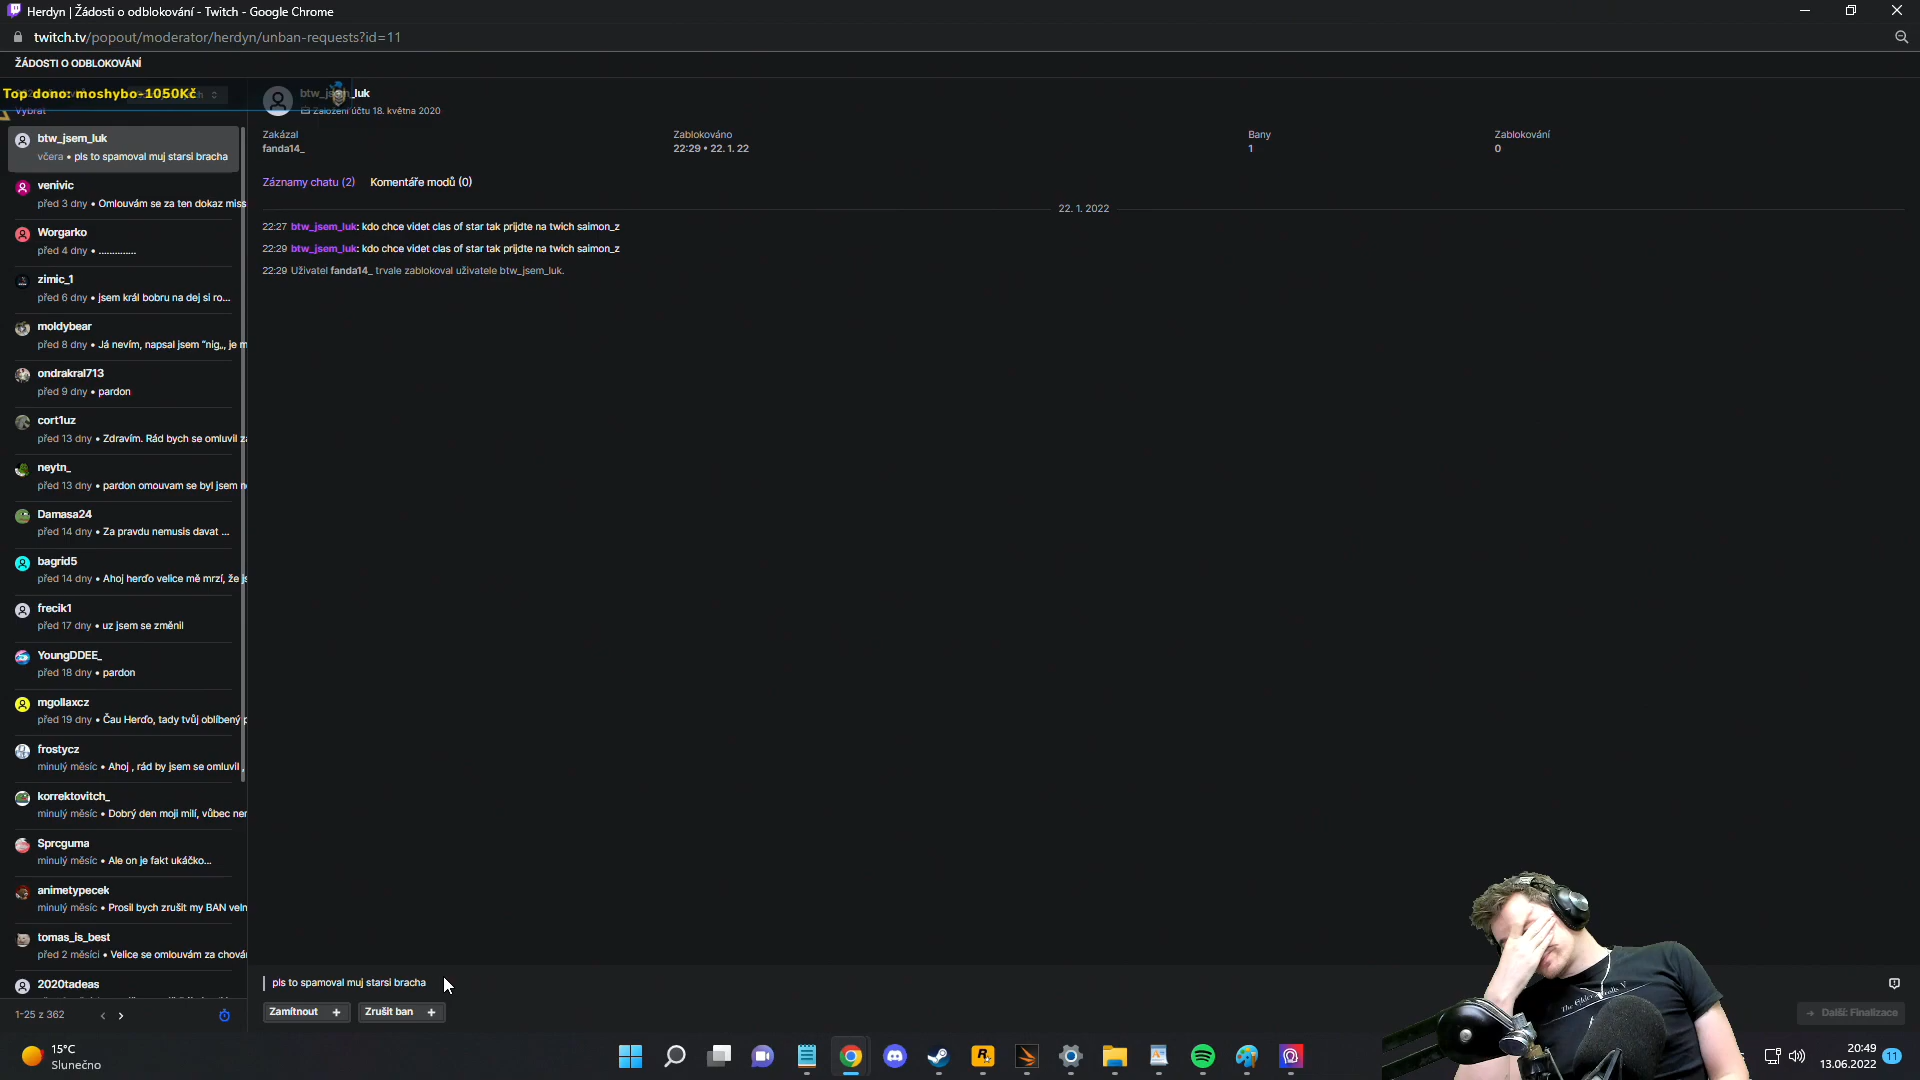 Herdyn | Žádosti o odblokování - Twitch - Google Chrome
twitch.tv/popout/moderator/herdyn/unban-requests?id=11
ŽÁDOSTI O ODBLOKOVÁNÍ
Top dono: moshybo-1050Kč
Vybrat
btw_jsem_luk
včera • pls to spamoval muj starsi bracha
venivic
před 3 dny • Omlouvám se za ten dokaz miss
Worgarko
před 4 dny • ..............
zimic_1
před 6 dny • jsem král bobru na dej si ro...
moldybear
před 8 dny • Já nevím, napsal jsem "nig,,, je m
ondrakral713
před 9 dny • pardon
cort1uz
před 13 dny • Zdravím. Rád bych se omluvil za
neytn_
před 13 dny • pardon omouvam se byl jsem n
Damasa24
před 14 dny • Za pravdu nemusis davat ...
bagrid5
před 14 dny • Ahoj herďo velice mě mrzí, že js
frecik1
před 17 dny • uz jsem se změnil
YoungDDEE_
před 18 dny • pardon
mgollaxcz
před 19 dny • Čau Herďo, tady tvůj oblíbený p
frostycz
minulý měsíc • Ahoj , rád by jsem se omluvil ,
korrektovitch_
minulý měsíc • Dobrý den moji milí, vůbec ner
Sprcguma
minulý měsíc • Ale on je fakt ukáčko...
animetypecek
minulý měsíc • Prosil bych zrušit my BAN veln
tomas_is_best
před 2 měsíci • Velice se omlouvám za chová
2020tadeas
1-25 z 362
btw_jsem_luk
Založení účtu 18. května 2020
Zakázal
fanda14_
Zablokováno
22:29 • 22. 1. 22
Bany
1
Zablokování
0
Záznamy chatu (2) Komentáře modů (0)
22. 1. 2022
22:27 btw_jsem_luk: kdo chce videt clas of star tak prijdte na twich saimon_z
22:29 btw_jsem_luk: kdo chce videt clas of star tak prijdte na twich saimon_z
22:29 Uživatel fanda14_ trvale zablokoval uživatele btw_jsem_luk.
pls to spamoval muj starsi bracha
Zamítnout + Zrušit ban +
→ Další: Finalizace
The Elder Scrolls V
15°C
Slunečno
20:49
13.06.2022
11